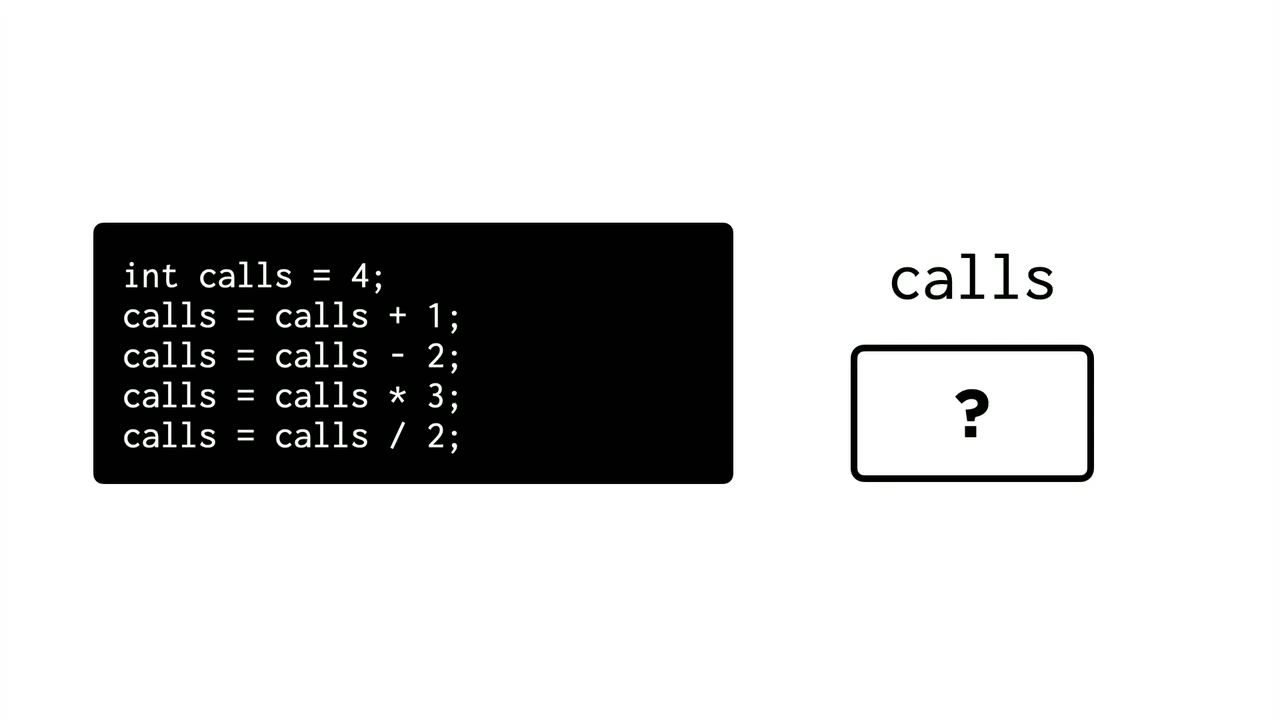 int calls = 4;
calls = calls + 1;
calls = calls - 2;
calls = calls * 3;
calls = calls / 2;
calls
?